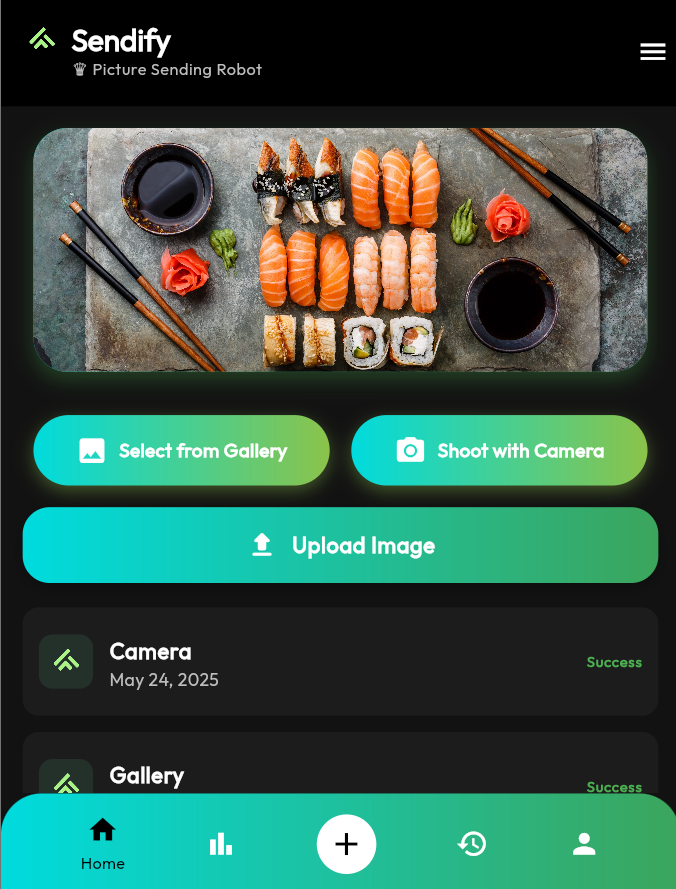 Sendify
♕ Picture Sending Robot
Select from Gallery
Shoot with Camera
Upload Image
Camera
May 24, 2025
Success
Gallery
Success
Home